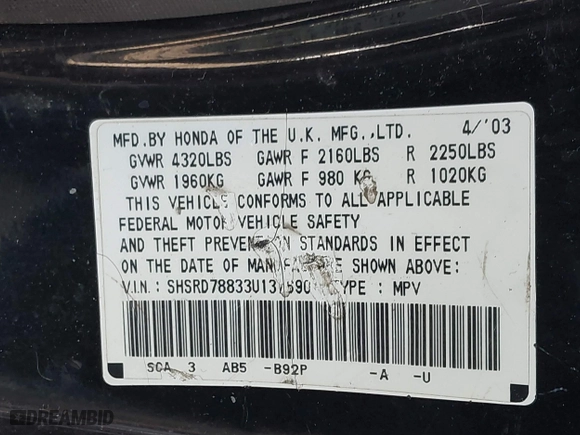 MFD.BY HONDA OF THE U.K. MFG.,LTD. 4/'03
GVWR 4320LBS GAWR F 2160LBS R 2250LBS
GVWR 1960KG GAWR F 980 KG R 1020KG
THIS VEHICLE CONFORMS TO ALL APPLICABLE
FEDERAL MOTOR VEHICLE SAFETY
AND THEFT PREVENTION STANDARDS IN EFFECT
ON THE DATE OF MANUFACTURE SHOWN ABOVE:
V.I.N.: TYPE : MPV
SCA 3 AB5 -B92P -A -U
DREAMBID